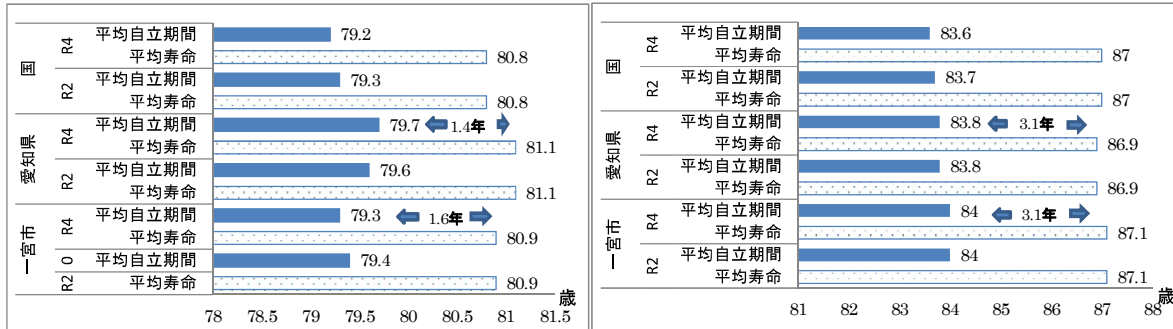 国
R4
平均自立期間
79.2
平均寿命
80.8
R2
平均自立期間
79.3
平均寿命
80.8
愛知県
R4
平均自立期間
79.7
1.4年
平均寿命
81.1
R2
平均自立期間
79.6
平均寿命
81.1
一宮市
R4
平均自立期間
79.3
1.6年
平均寿命
80.9
0
平均自立期間
79.4
R2
平均寿命
80.9
歳
78 78.5 79 79.5 80 80.5 81 81.5
国
R4
平均自立期間
83.6
平均寿命
87
R2
平均自立期間
83.7
平均寿命
87
愛知県
R4
平均自立期間
83.8
3.1年
平均寿命
86.9
R2
平均自立期間
83.8
平均寿命
86.9
一宮市
R4
平均自立期間
84
3.1年
平均寿命
87.1
R2
平均自立期間
84
平均寿命
87.1
歳
81 82 83 84 85 86 87 88